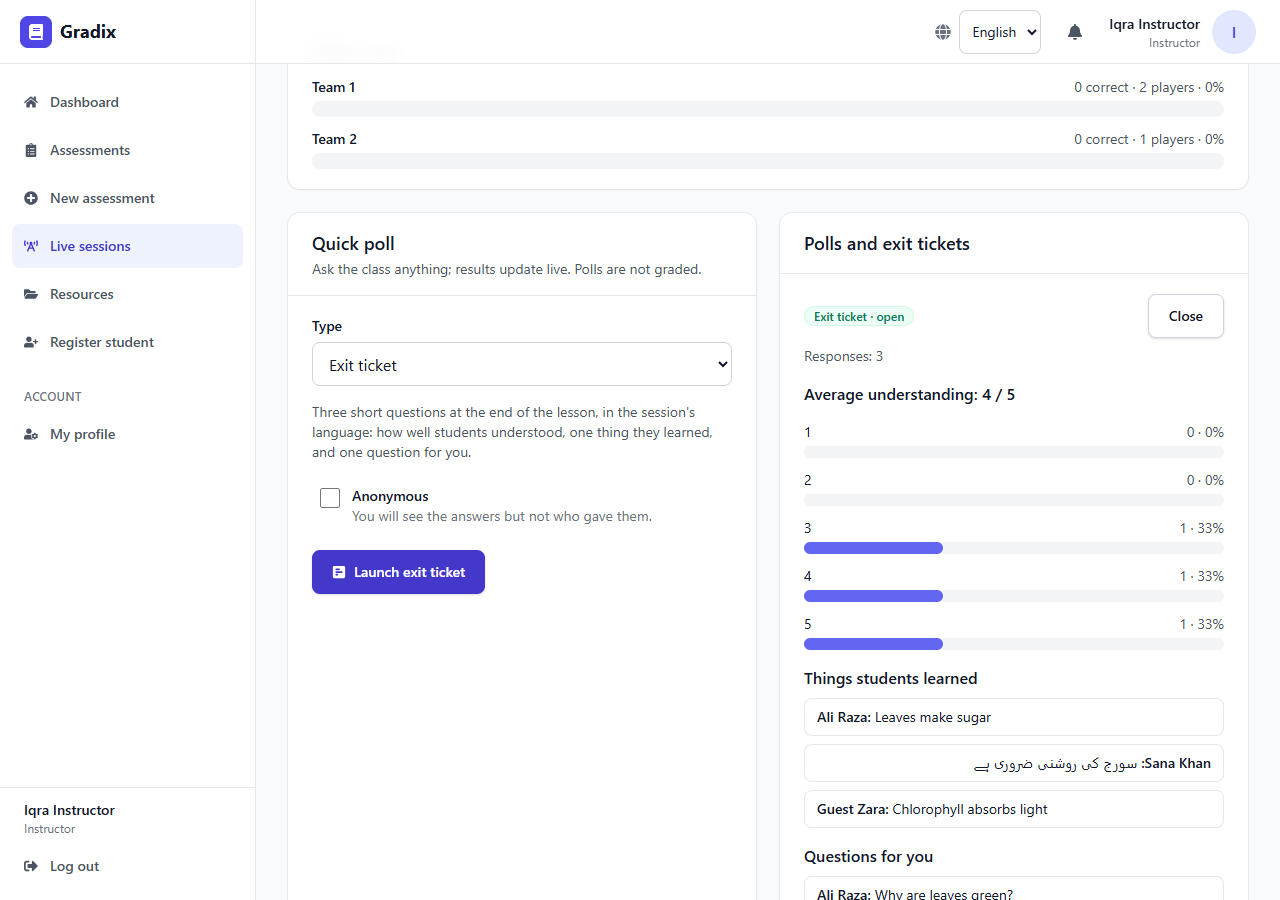 Gradix
English
Iqra Instructor
Instructor
I
Dashboard
Assessments
New assessment
Live sessions
Resources
Register student
ACCOUNT
My profile
Iqra Instructor
Instructor
Log out
Team 1
0 correct · 2 players · 0%
Team 2
0 correct · 1 players · 0%
Quick poll
Ask the class anything; results update live. Polls are not graded.
Type
Exit ticket
Three short questions at the end of the lesson, in the session's
language: how well students understood, one thing they learned,
and one question for you.
Anonymous
You will see the answers but not who gave them.
Launch exit ticket
Polls and exit tickets
Exit ticket · open
Close
Responses: 3
Average understanding: 4 / 5
1
0 · 0%
2
0 · 0%
3
1 · 33%
4
1 · 33%
5
1 · 33%
Things students learned
Ali Raza: Leaves make sugar
Sana Khan: سورج کی روشنی ضروری ہے
Guest Zara: Chlorophyll absorbs light
Questions for you
Ali Raza: Why are leaves green?